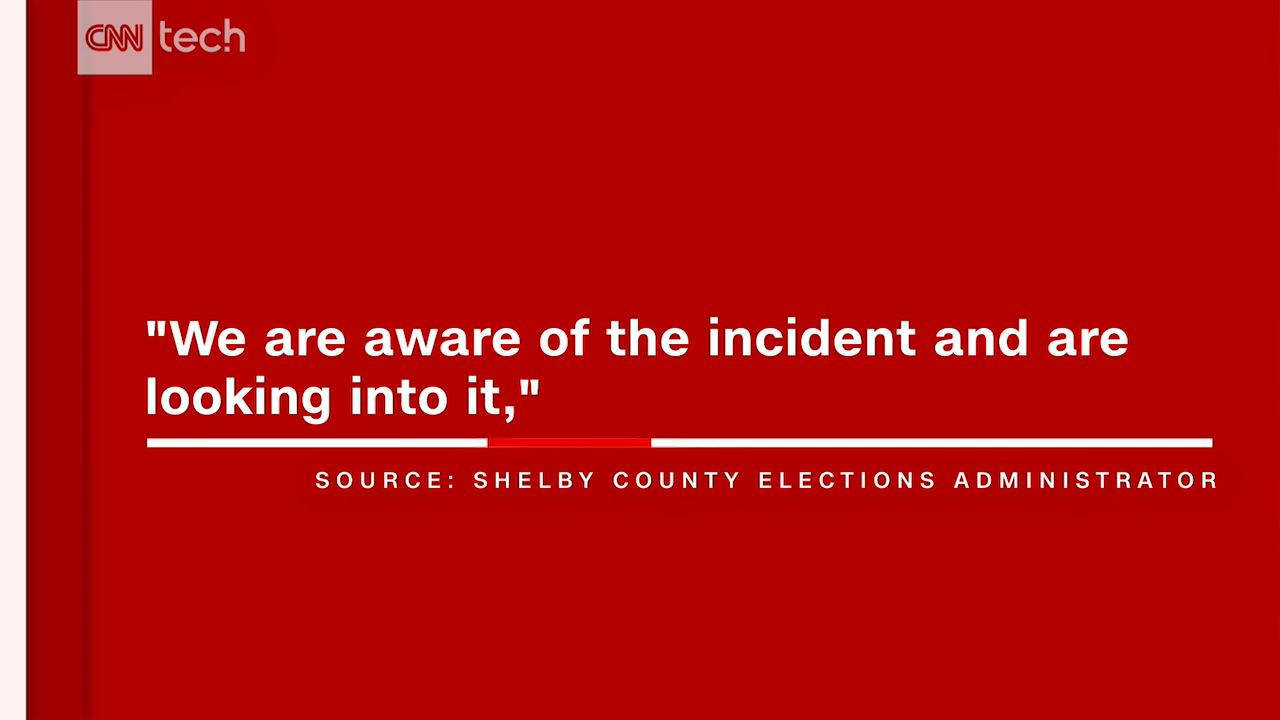 CNN tech
"We are aware of the incident and are
looking into it,"
SOURCE: SHELBY COUNTY ELECTIONS ADMINISTRATOR